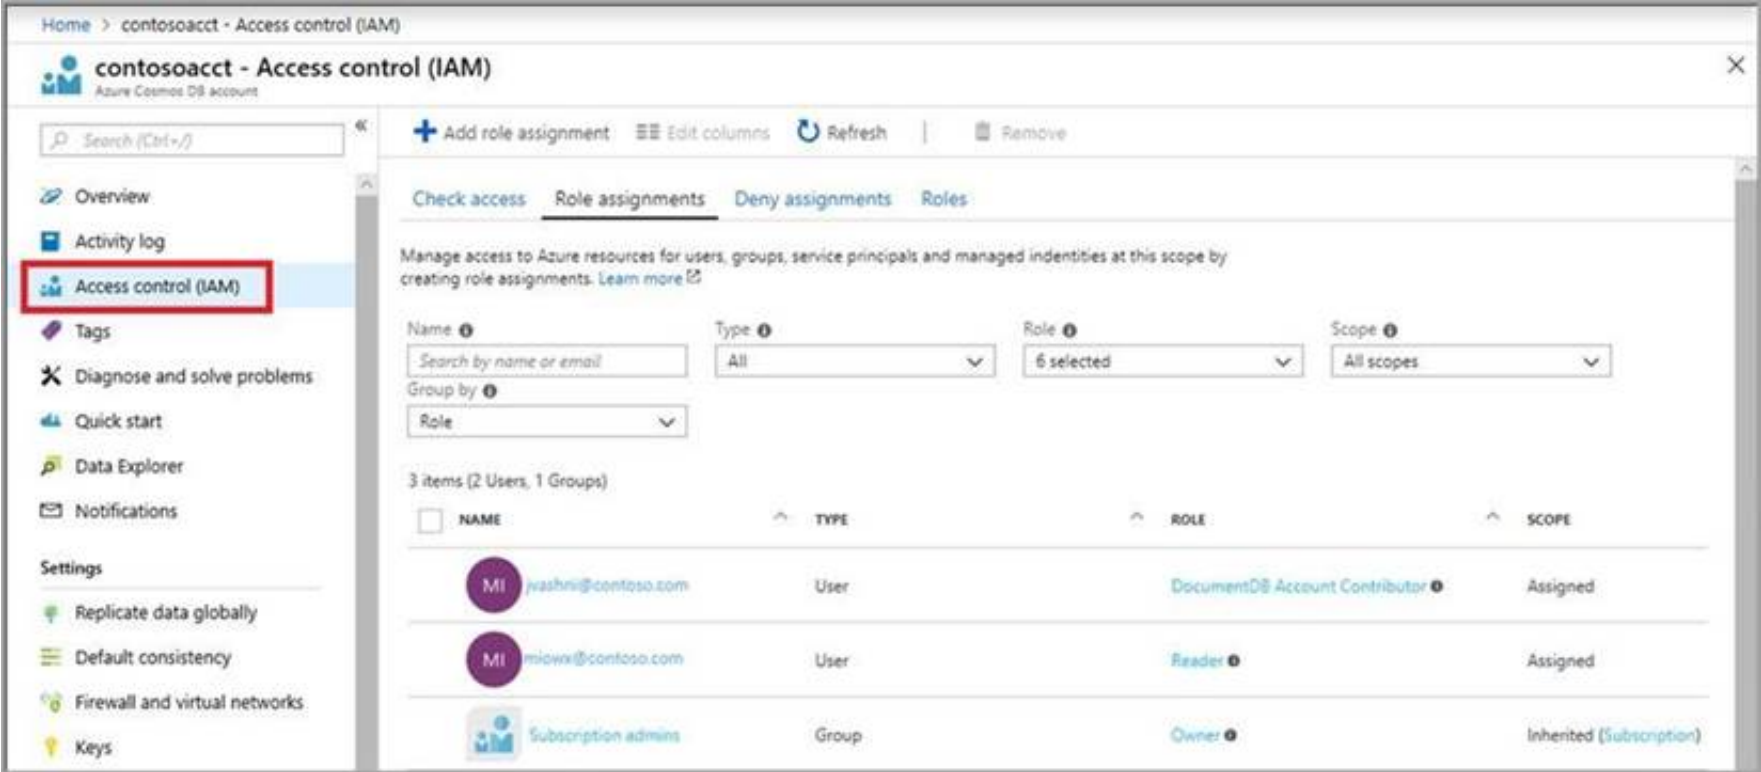 Home > contosoacct - Access control (IAM)
contosoacct - Access control (IAM)
Azure Cosmos DB account
Search (Ctrl+/)
Overview
Activity log
Access control (IAM)
Tags
Diagnose and solve problems
Quick start
Data Explorer
Notifications
Settings
Replicate data globally
Default consistency
Firewall and virtual networks
Keys
Add role assignment Edit columns Refresh Remove
Check access Role assignments Deny assignments Roles
Manage access to Azure resources for users, groups, service principals and managed indentities at this scope by
creating role assignments. Learn more
Name Type Role Scope
Search by name or email All 6 selected All scopes
Group by
Role
3 items (2 Users, 1 Groups)
NAME TYPE ROLE SCOPE
MI jvashni@contoso.com User DocumentDB Account Contributor Assigned
MI miowx@contoso.com User Reader Assigned
Subscription admins Group Owner Inherited (Subscription)